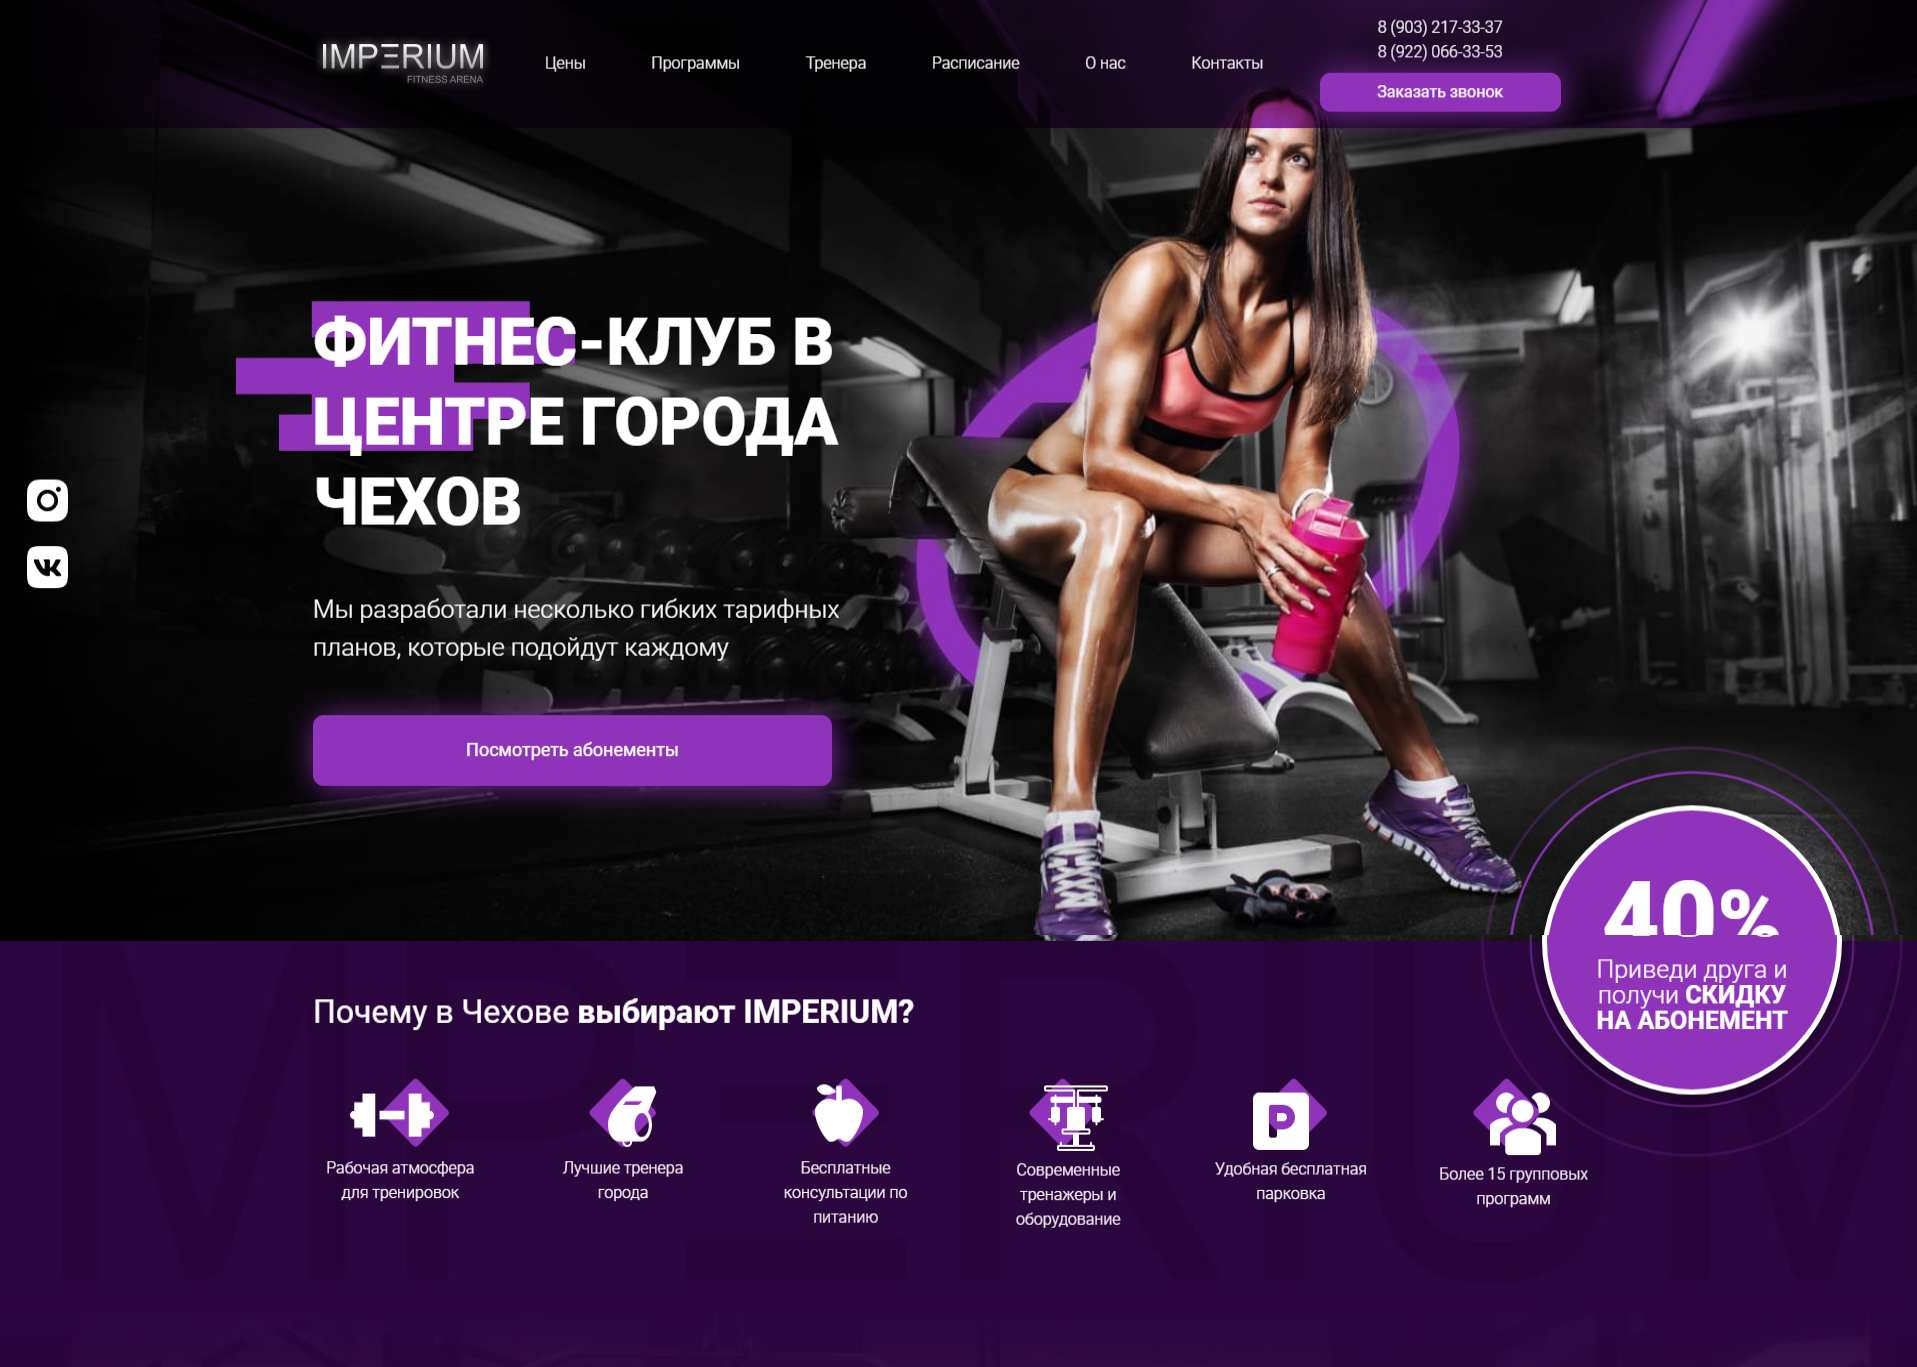 IMPERIUM
FITNESS ARENA
Цены
Программы
Тренера
Расписание
О нас
Контакты
8 (903) 217-33-37
8 (922) 066-33-53
Заказать звонок
ФИТНЕС-КЛУБ В
ЦЕНТРЕ ГОРОДА
ЧЕХОВ
Мы разработали несколько гибких тарифных
планов, которые подойдут каждому
Посмотреть абонементы
40%
Приведи друга и
получи СКИДКУ
НА АБОНЕМЕНТ
Почему в Чехове выбирают IMPERIUM?
Рабочая атмосфера
для тренировок
Лучшие тренера
города
Бесплатные
консультации по
питанию
Современные
тренажеры и
оборудование
P
Удобная бесплатная
парковка
Более 15 групповых
программ